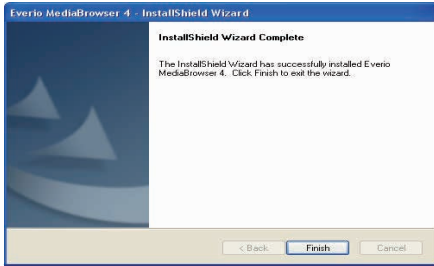 Everio MediaBrowser 4 - InstallShield Wizard
InstallShield Wizard Complete
The InstallShield Wizard has successfully installed Everio
MediaBrowser 4. Click Finish to exit the wizard.
< Back Finish Cancel